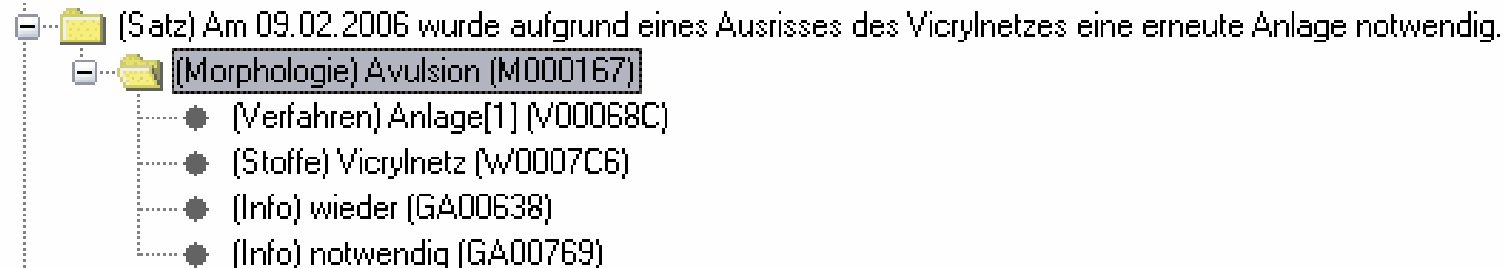 (Satz) Am 09.02.2006 wurde aufgrund eines Ausrisses des Vicrylnetzes eine erneute Anlage notwendig.
(Morphologie) Avulsion (M000167)
(Verfahren) Anlage[1] (V00068C)
(Stoffe) Vicrylnetz (W0007C6)
(Info) wieder (GA00638)
(Info) notwendig (GA00769)